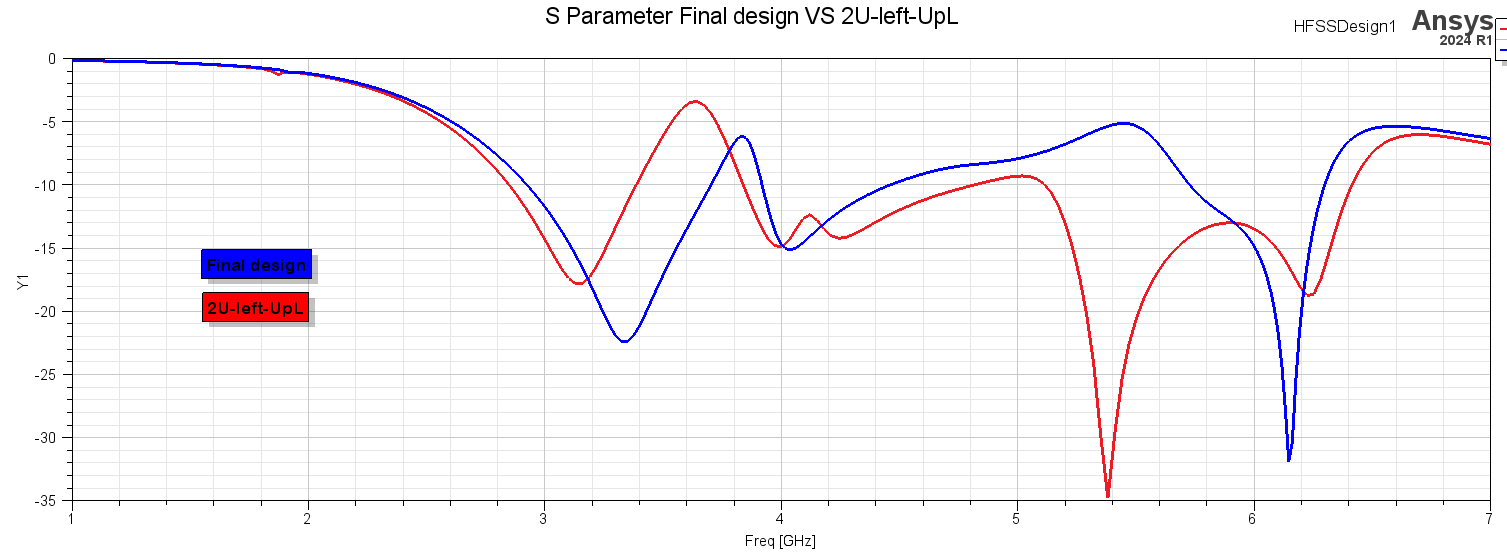 S Parameter Final design VS 2U-left-UpL
HFSSDesign1
Ansys
2024 R1
0
-5
-10
-15
-20
-25
-30
-35
Y1
Final design
2U-left-UpL
1 2 3 4 5 6 7
Freq [GHz]